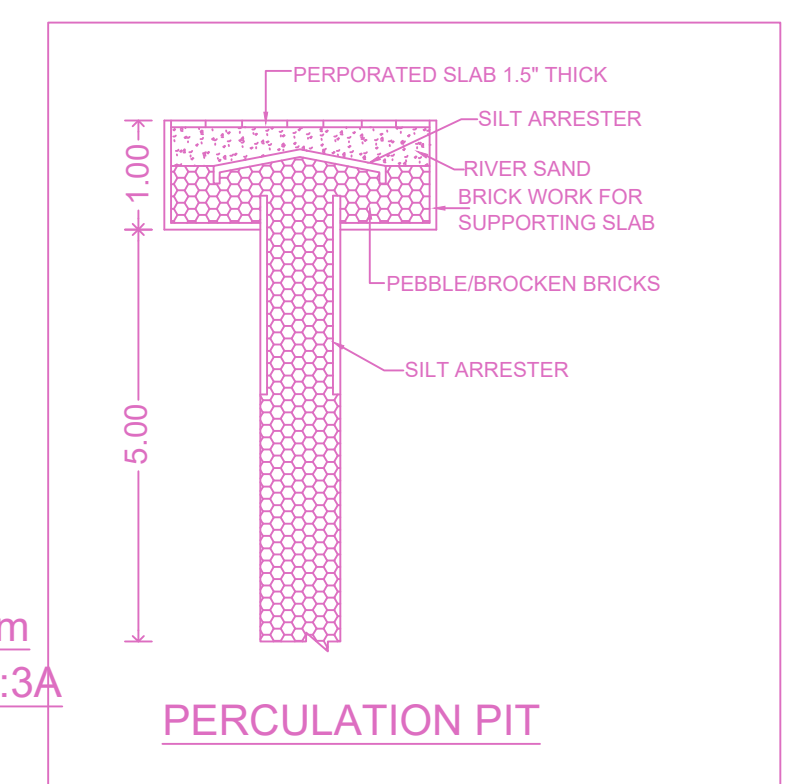 PERPORATED SLAB 1.5" THICK
SILT ARRESTER
RIVER SAND
BRICK WORK FOR
SUPPORTING SLAB
PEBBLE/BROCKEN BRICKS
SILT ARRESTER
1.00
5.00
m
:3A
PERCULATION PIT